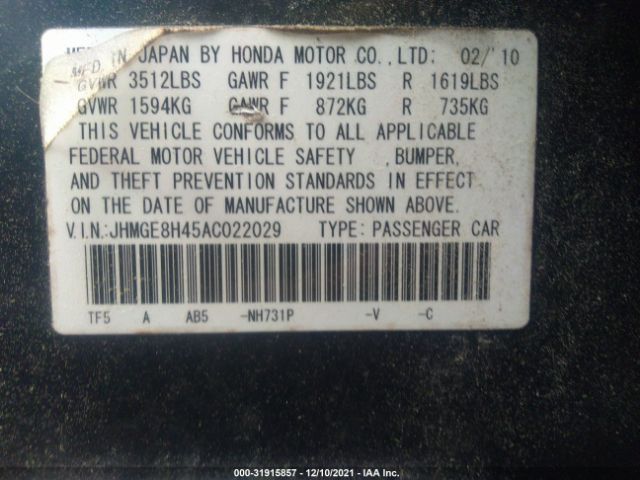 MFD. IN JAPAN BY HONDA MOTOR CO., LTD: 02/'10
GVWR 3512LBS GAWR F 1921LBS R 1619LBS
GVWR 1594KG GAWR F 872KG R 735KG
THIS VEHICLE CONFORMS TO ALL APPLICABLE
FEDERAL MOTOR VEHICLE SAFETY ,BUMPER,
AND THEFT PREVENTION STANDARDS IN EFFECT
ON THE DATE OF MANUFACTURE SHOWN ABOVE.
V.I.N.:JHMGE8H45AC022029 TYPE: PASSENGER CAR
TF5 A AB5 -NH731P -V -C
000-31915857 - 12/10/2021 - IAA Inc.